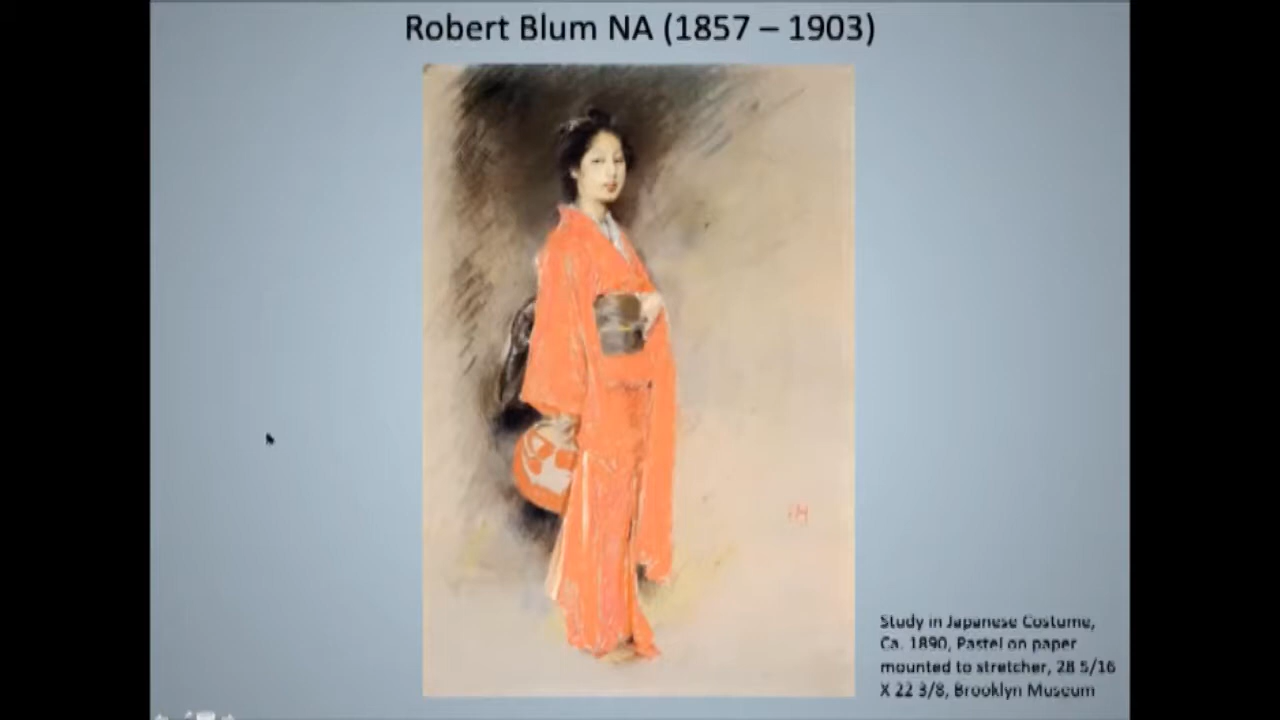 Robert Blum NA (1857 – 1903)
Study in Japanese Costume,
Ca. 1890, Pastel on paper
mounted to stretcher, 28 5/16
X 22 3/8, Brooklyn Museum